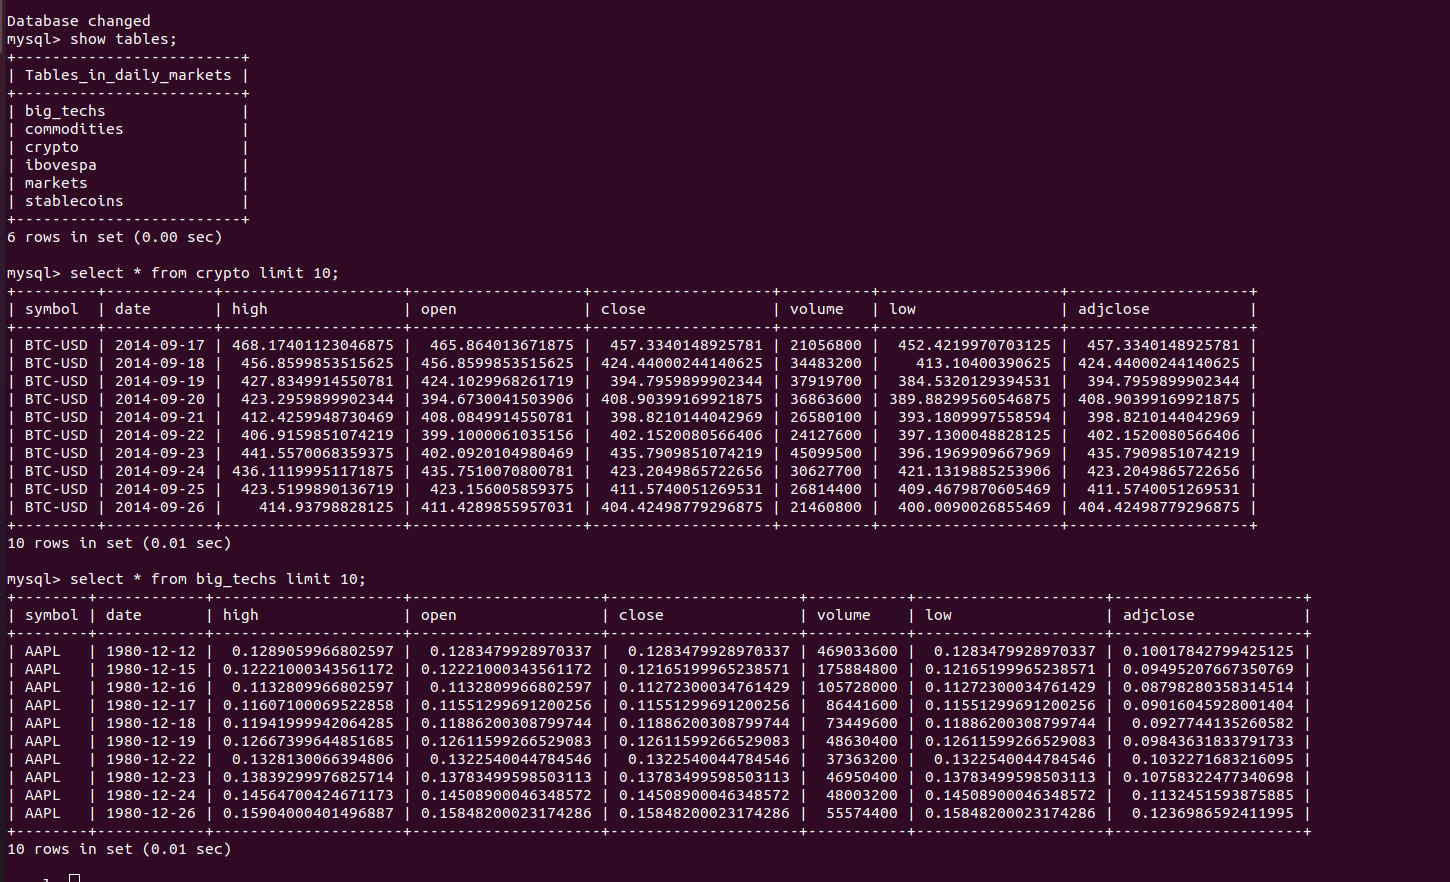 Database changed
mysql> show tables;
+-------------------------+
| Tables_in_daily_markets |
+-------------------------+
| big_techs               |
| commodities             |
| crypto                  |
| ibovespa                |
| markets                 |
| stablecoins             |
+-------------------------+
6 rows in set (0.00 sec)
mysql> select * from crypto limit 10;
+---------+------------+--------------------+-------------------+--------------------+----------+--------------------+--------------------+
| symbol  | date       | high               | open              | close              | volume   | low                | adjclose           |
+---------+------------+--------------------+-------------------+--------------------+----------+--------------------+--------------------+
| BTC-USD | 2014-09-17 | 468.17401123046875 |  465.864013671875 |  457.3340148925781 | 21056800 |  452.4219970703125 |  457.3340148925781 |
| BTC-USD | 2014-09-18 |  456.8599853515625 | 456.8599853515625 | 424.44000244140625 | 34483200 |    413.10400390625 | 424.44000244140625 |
| BTC-USD | 2014-09-19 |  427.8349914550781 | 424.1029968261719 |  394.7959899902344 | 37919700 |  384.5320129394531 |  394.7959899902344 |
| BTC-USD | 2014-09-20 |  423.2959899902344 | 394.6730041503906 | 408.90399169921875 | 36863600 | 389.88299560546875 | 408.90399169921875 |
| BTC-USD | 2014-09-21 |  412.4259948730469 | 408.0849914550781 |  398.8210144042969 | 26580100 |  393.1809997558594 |  398.8210144042969 |
| BTC-USD | 2014-09-22 |  406.9159851074219 | 399.1000061035156 |  402.1520080566406 | 24127600 |  397.1300048828125 |  402.1520080566406 |
| BTC-USD | 2014-09-23 |  441.5570068359375 | 402.0920104980469 |  435.7909851074219 | 45099500 |  396.1969909667969 |  435.7909851074219 |
| BTC-USD | 2014-09-24 | 436.11199951171875 | 435.7510070800781 |  423.2049865722656 | 30627700 |  421.1319885253906 |  423.2049865722656 |
| BTC-USD | 2014-09-25 |  423.5199890136719 |  423.156005859375 |  411.5740051269531 | 26814400 |  409.4679870605469 |  411.5740051269531 |
| BTC-USD | 2014-09-26 |    414.93798828125 | 411.4289855957031 | 404.42498779296875 | 21460800 |  400.0090026855469 | 404.42498779296875 |
+---------+------------+--------------------+-------------------+--------------------+----------+--------------------+--------------------+
10 rows in set (0.01 sec)
mysql> select * from big_techs limit 10;
+--------+------------+---------------------+---------------------+---------------------+-----------+---------------------+---------------------+
| symbol | date       | high                | open                | close               | volume    | low                 | adjclose            |
+--------+------------+---------------------+---------------------+---------------------+-----------+---------------------+---------------------+
| AAPL   | 1980-12-12 |  0.1289059966802597 |  0.1283479928970337 |  0.1283479928970337 | 469033600 |  0.1283479928970337 | 0.10017842799425125 |
| AAPL   | 1980-12-15 | 0.12221000343561172 | 0.12221000343561172 | 0.12165199965238571 | 175884800 | 0.12165199965238571 | 0.094952076673507​69 |
| AAPL   | 1980-12-16 |  0.1132809966802597 |  0.1132809966802597 | 0.11272300034761429 | 105728000 | 0.11272300034761429 | 0.08798280358314514 |
| AAPL   | 1980-12-17 | 0.11607100069522858 | 0.11551299691200256 | 0.11551299691200256 |  86441600 | 0.11551299691200256 | 0.09016045928001404 |
| AAPL   | 1980-12-18 | 0.11941999942064285 | 0.11886200308799744 | 0.11886200308799744 |  73449600 | 0.11886200308799744 |  0.0927744135260582 |
| AAPL   | 1980-12-19 | 0.12667399644851685 | 0.12611599266529083 | 0.12611599266529083 |  48630400 | 0.12611599266529083 | 0.09843631833791733 |
| AAPL   | 1980-12-22 |  0.1328130066394806 |  0.1322540044784546 |  0.1322540044784546 |  37363200 |  0.1322540044784546 |  0.1032271683216095 |
| AAPL   | 1980-12-23 | 0.13839299976825714 | 0.13783499598503113 | 0.13783499598503113 |  46950400 | 0.13783499598503113 | 0.10758322477340698 |
| AAPL   | 1980-12-24 | 0.14564700424671173 | 0.14508900046348572 | 0.14508900046348572 |  48003200 | 0.14508900046348572 |  0.1132451593875885 |
| AAPL   | 1980-12-26 | 0.15904000401496887 | 0.15848200023174286 | 0.15848200023174286 |  55574400 | 0.15848200023174286 |  0.1236986592411995 |
+--------+------------+---------------------+---------------------+---------------------+-----------+---------------------+---------------------+
10 rows in set (0.01 sec)